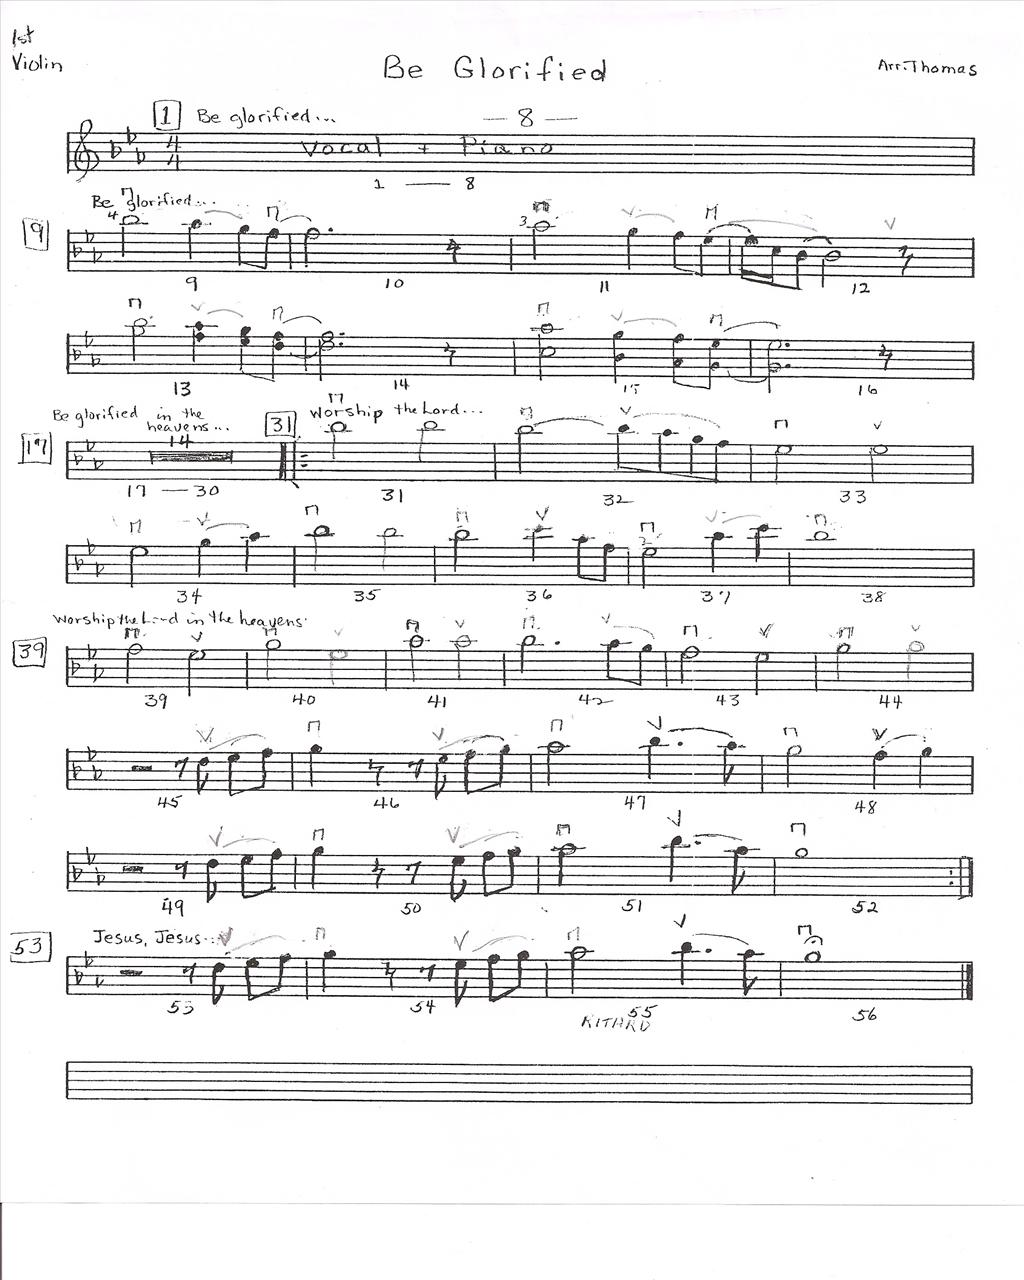 1st
Violin
Be Glorified
Arr. Thomas
1 Be glorified... — 8 —
4
4
Vocal + Piano
1 — 8
Be glorified...
9
4
3
9 10 11 12
13 14 15 16
Be glorified in the
heavens...
17 14 31 Worship the Lord...
17 — 30 31 32 33
2
34 35 36 37 38
Worship the Lord in the heavens
39
39 40 41 42 43 44
45 46 47 48
49 50 51 52
53 Jesus, Jesus...
53 54 55 56
RITARD